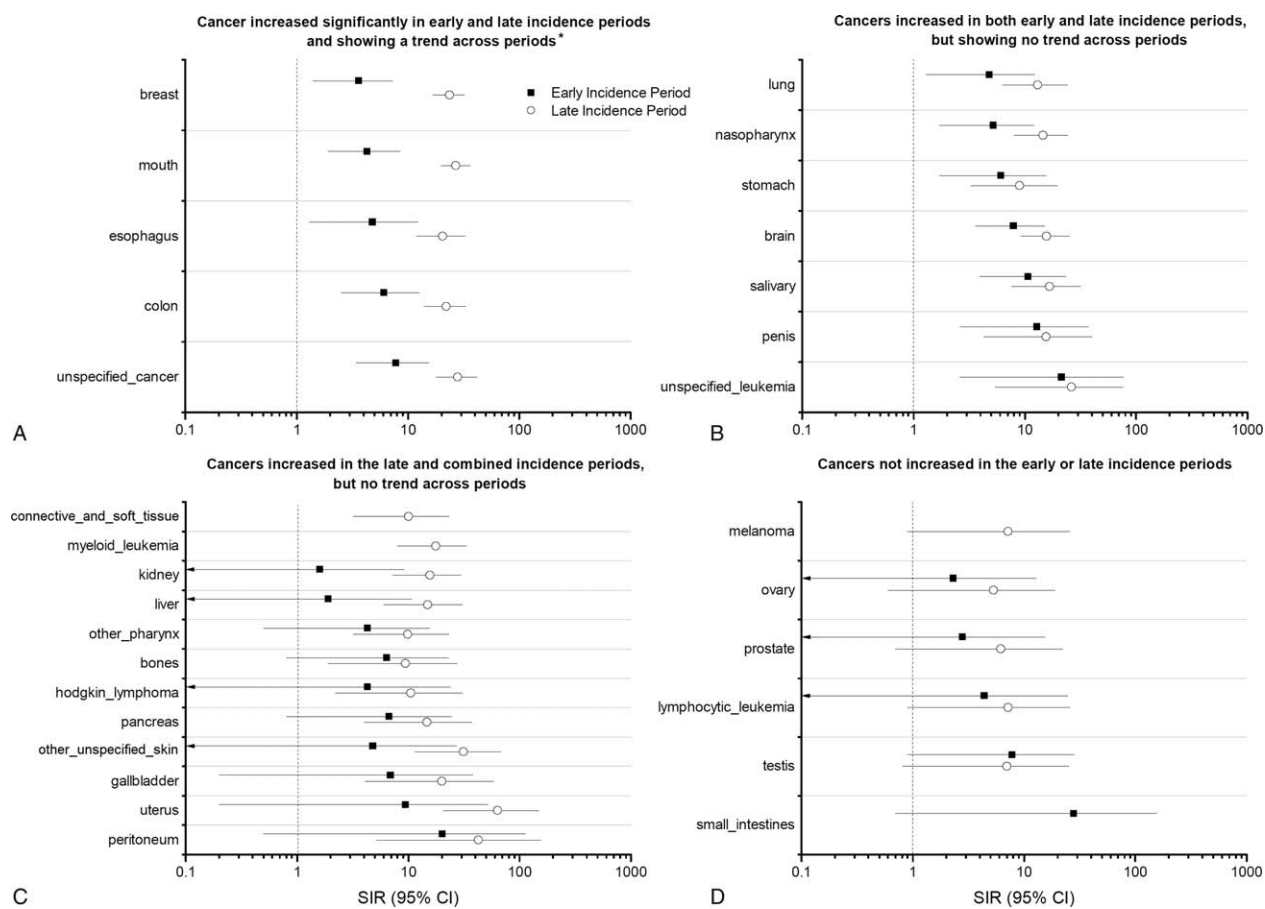 Cancer increased significantly in early and late incidence periods
and showing a trend across periods*
breast
mouth
esophagus
colon
unspecified_cancer
Early Incidence Period
Late Incidence Period
A
0.1 1 10 100 1000
Cancers increased in both early and late incidence periods,
but showing no trend across periods
lung
nasopharynx
stomach
brain
salivary
penis
unspecified_leukemia
B
0.1 1 10 100 1000
Cancers increased in the late and combined incidence periods,
but no trend across periods
connective_and_soft_tissue
myeloid_leukemia
kidney
liver
other_pharynx
bones
hodgkin_lymphoma
pancreas
other_unspecified_skin
gallbladder
uterus
peritoneum
0.1 1 10 100 1000
C
SIR (95% CI)
Cancers not increased in the early or late incidence periods
melanoma
ovary
prostate
lymphocytic_leukemia
testis
small_intestines
0.1 1 10 100 1000
D
SIR (95% CI)